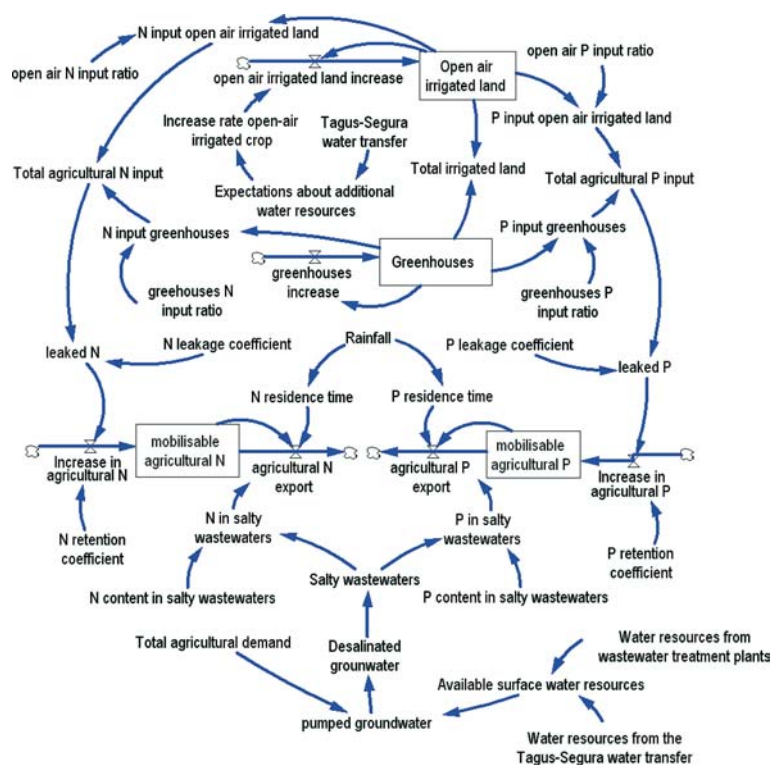 N input open air irrigated land
open air N input ratio
open air irrigated land increase
Open air
irrigated land
open air P input ratio
P input open air irrigated land
Increase rate open-air
irrigated crop
Tagus-Segura
water transfer
Total agricultural N input
Expectations about additional
water resources
Total irrigated land
Total agricultural P input
N input greenhouses
P input greenhouses
greenhouses
increase
Greenhouses
greehouses N
input ratio
greenhouses P
input ratio
leaked N
N leakage coefficient
Rainfall
P leakage coefficient
leaked P
N residence time
P residence time
mobilisable
agricultural N
mobilisable
agricultural P
Increase in
agricultural N
agricultural N
export
agricultural P
export
Increase in
agricultural P
N retention
coefficient
N in salty
wastewaters
P in salty
wastewaters
P retention
coefficient
Salty wastewaters
N content in salty wastewaters
P content in salty wastewaters
Total agricultural demand
Desalinated
grounwater
Water resources from
wastewater treatment plants
Available surface water resources
pumped groundwater
Water resources from the
Tagus-Segura water transfer